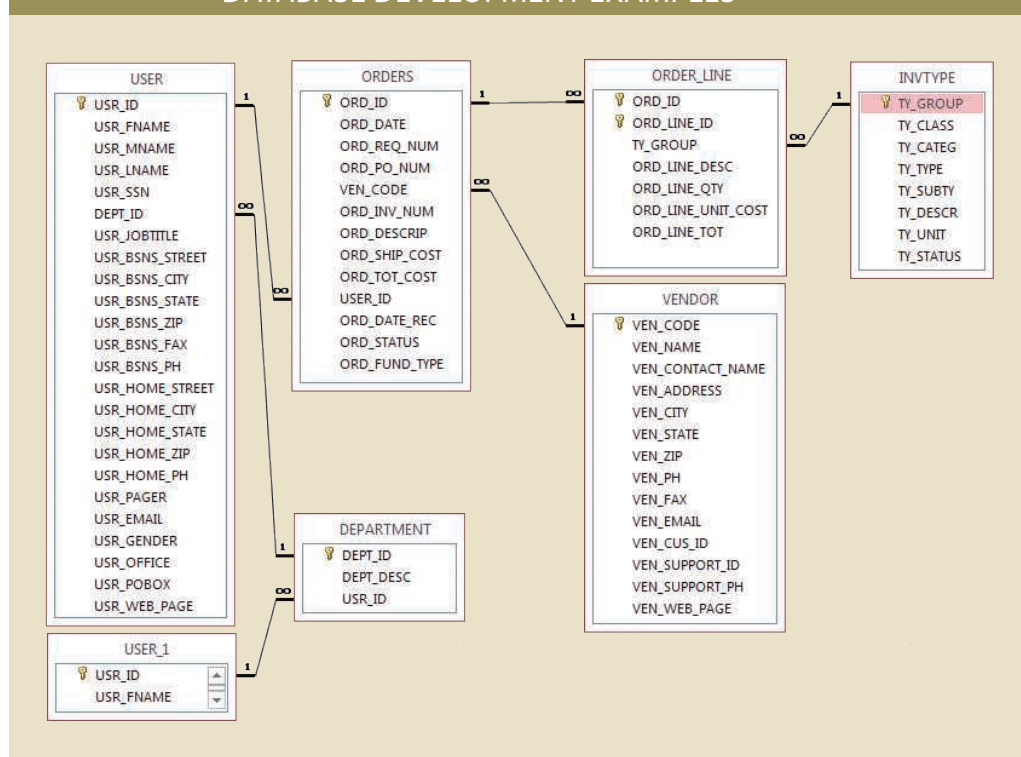 DATABASE DEVELOPMENT EXAMPLES
USER
USR_ID
USR_FNAME
USR_MNAME
USR_LNAME
USR_SSN
DEPT_ID
USR_JOBTITLE
USR_BSNS_STREET
USR_BSNS_CITY
USR_BSNS_STATE
USR_BSNS_ZIP
USR_BSNS_FAX
USR_BSNS_PH
USR_HOME_STREET
USR_HOME_CITY
USR_HOME_STATE
USR_HOME_ZIP
USR_HOME_PH
USR_PAGER
USR_EMAIL
USR_GENDER
USR_OFFICE
USR_POBOX
USR_WEB_PAGE
1
∞
ORDERS
ORD_ID
ORD_DATE
ORD_REQ_NUM
ORD_PO_NUM
VEN_CODE
ORD_INV_NUM
ORD_DESCRIP
ORD_SHIP_COST
ORD_TOT_COST
USER_ID
ORD_DATE_REC
ORD_STATUS
ORD_FUND_TYPE
∞
1
∞
ORDER_LINE
ORD_ID
ORD_LINE_ID
TY_GROUP
ORD_LINE_DESC
ORD_LINE_QTY
ORD_LINE_UNIT_COST
ORD_LINE_TOT
∞
∞
INVTYPE
TY_GROUP
TY_CLASS
TY_CATEG
TY_TYPE
TY_SUBTY
TY_DESCR
TY_UNIT
TY_STATUS
1
VENDOR
VEN_CODE
VEN_NAME
VEN_CONTACT_NAME
VEN_ADDRESS
VEN_CITY
VEN_STATE
VEN_ZIP
VEN_PH
VEN_FAX
VEN_EMAIL
VEN_CUS_ID
VEN_SUPPORT_ID
VEN_SUPPORT_PH
VEN_WEB_PAGE
1
DEPARTMENT
DEPT_ID
DEPT_DESC
USR_ID
1
∞
USER_1
USR_ID
USR_FNAME
1